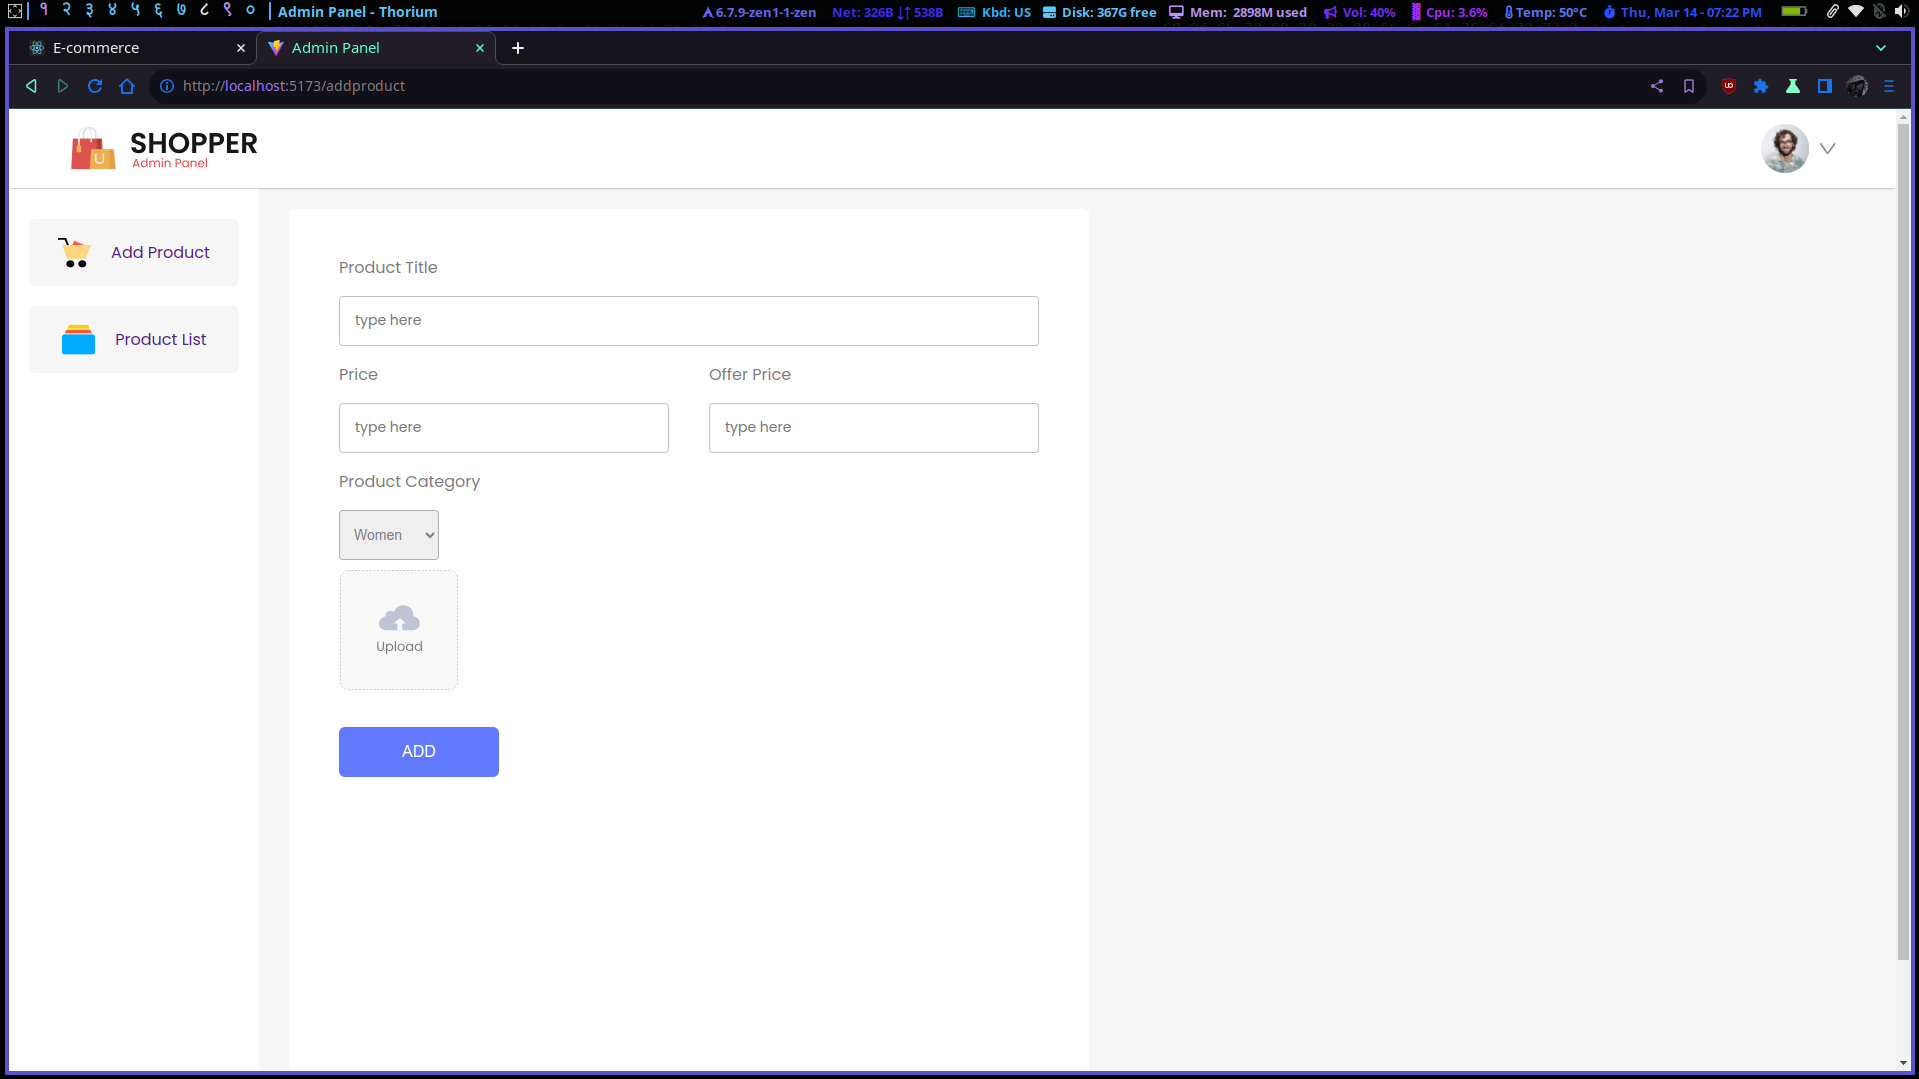 १ २ ३ ४ ५ ६ ७ ८ ९ ० Admin Panel - Thorium 6.7.9-zen1-1-zen Net: 326B ↓↑ 538B Kbd: US Disk: 367G free Mem: 2898M used Vol: 40% Cpu: 3.6% Temp: 50°C Thu, Mar 14 - 07:22 PM
E-commerce Admin Panel
http://localhost:5173/addproduct
U
SHOPPER
Admin Panel
Add Product
Product List
Product Title
type here
Price Offer Price
type here type here
Product Category
Women
Upload
ADD